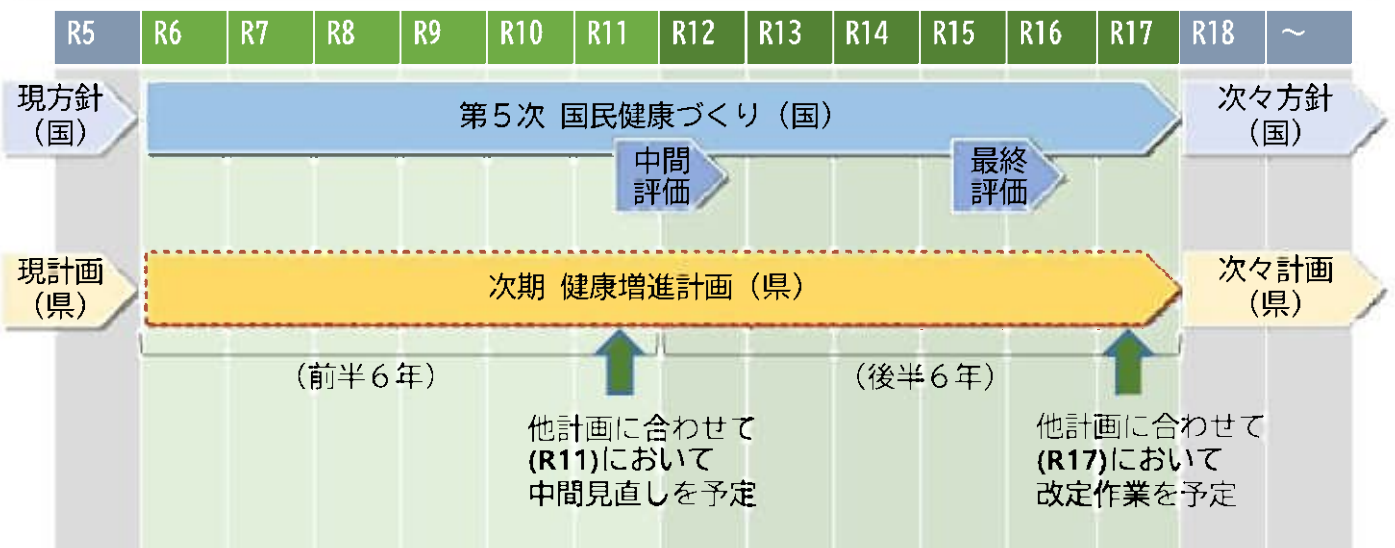 R5 R6 R7 R8 R9 R10 R11 R12 R13 R14 R15 R16 R17 R18 ～
現方針
（国）
第５次 国民健康づくり（国）
次々方針
（国）
中間
評価
最終
評価
現計画
（県）
次期 健康増進計画（県）
次々計画
（県）
（前半６年）
（後半６年）
他計画に合わせて
(R11)において
中間見直しを予定
他計画に合わせて
(R17)において
改定作業を予定